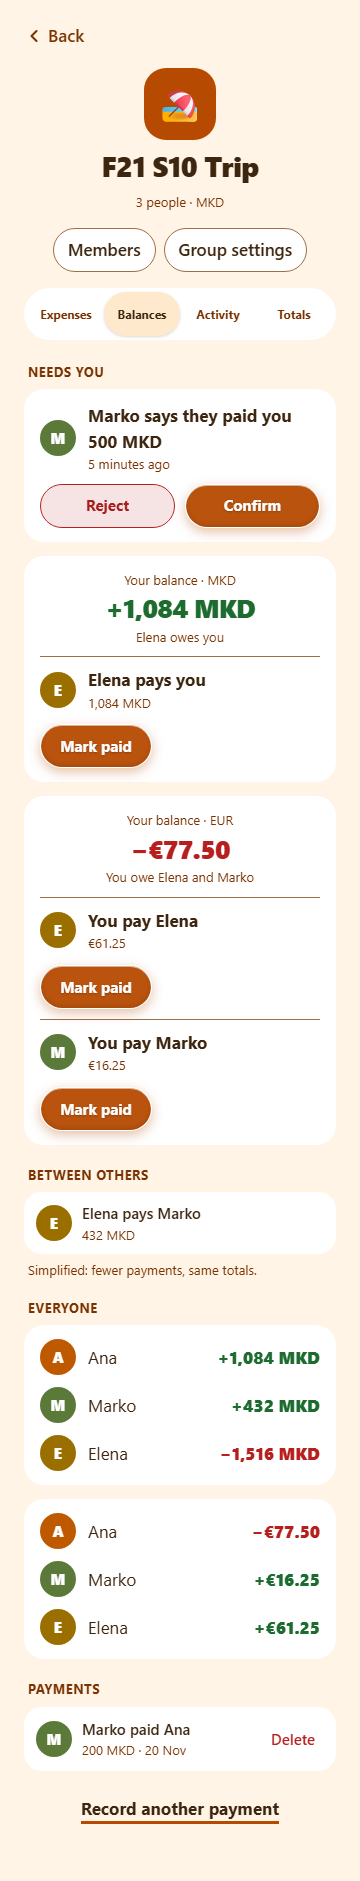 Back
F21 S10 Trip
3 people · MKD
Members
Group settings
Expenses
Balances
Activity
Totals
NEEDS YOU
M
Marko says they paid you
500 MKD
5 minutes ago
Reject
Confirm
Your balance · MKD
+1,084 MKD
Elena owes you
E
Elena pays you
1,084 MKD
Mark paid
Your balance · EUR
−€77.50
You owe Elena and Marko
E
You pay Elena
€61.25
Mark paid
M
You pay Marko
€16.25
Mark paid
BETWEEN OTHERS
E
Elena pays Marko
432 MKD
Simplified: fewer payments, same totals.
EVERYONE
A
Ana
+1,084 MKD
M
Marko
+432 MKD
E
Elena
−1,516 MKD
A
Ana
−€77.50
M
Marko
+€16.25
E
Elena
+€61.25
PAYMENTS
M
Marko paid Ana
200 MKD · 20 Nov
Delete
Record another payment